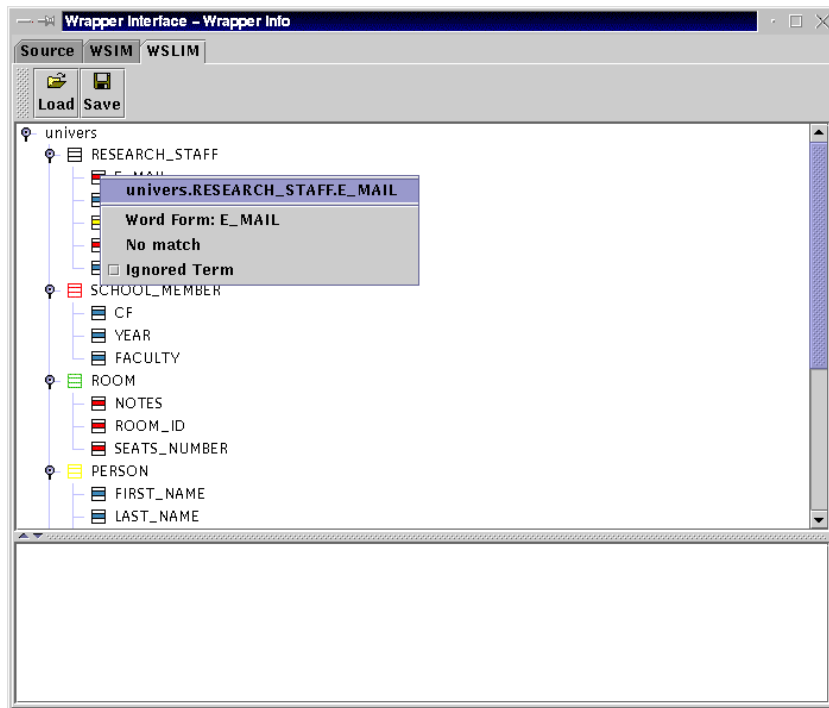 Wrapper Interface – Wrapper Info
Source WSIM WSLIM
Load Save
univers
RESEARCH_STAFF
E_MAIL
univers.RESEARCH_STAFF.E_MAIL
Word Form: E_MAIL
No match
Ignored Term
SCHOOL_MEMBER
CF
YEAR
FACULTY
ROOM
NOTES
ROOM_ID
SEATS_NUMBER
PERSON
FIRST_NAME
LAST_NAME